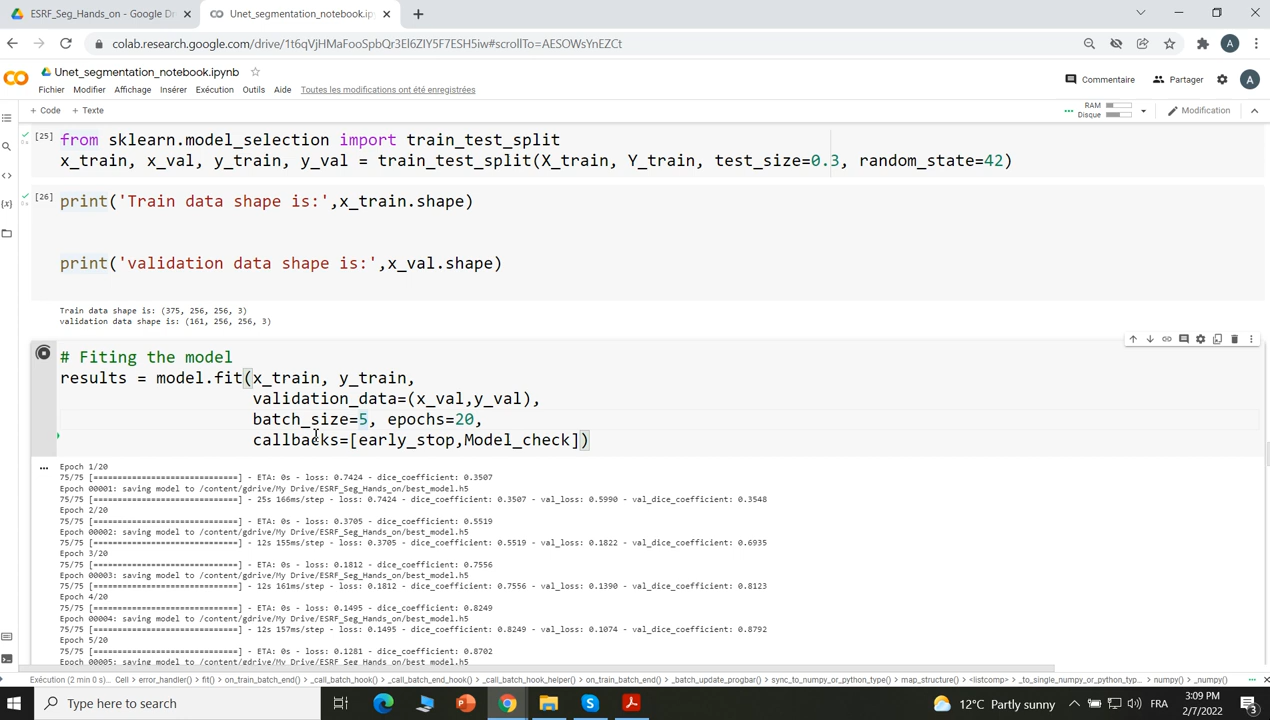 ESRF_Seg_Hands_on - Google Dr
Unet_segmentation_notebook.ipyn
colab.research.google.com/drive/1t6qVjHMaFooSpbQr3El6ZIY5F7ESH5iw#scrollTo=AESOWsYnEZCt
A
Unet_segmentation_notebook.ipynb
Commentaire
Partager
A
Fichier Modifier Affichage Insérer Exécution Outils Aide Toutes les modifications ont été enregistrées
+ Code + Texte
RAM
Disque
Modification
[25]
from sklearn.model_selection import train_test_split
x_train, x_val, y_train, y_val = train_test_split(X_train, Y_train, test_size=0.3, random_state=42)
[26]
print('Train data shape is:',x_train.shape)
print('validation data shape is:',x_val.shape)
Train data shape is: (375, 256, 256, 3)
validation data shape is: (161, 256, 256, 3)
# Fiting the model
results = model.fit(x_train, y_train,
validation_data=(x_val,y_val),
batch_size=5, epochs=20,
callbacks=[early_stop,Model_check])
Epoch 1/20
75/75 [==============================] - ETA: 0s - loss: 0.7424 - dice_coefficient: 0.3507
Epoch 00001: saving model to /content/gdrive/My Drive/ESRF_Seg_Hands_on/best_model.h5
75/75 [==============================] - 25s 166ms/step - loss: 0.7424 - dice_coefficient: 0.3507 - val_loss: 0.5990 - val_dice_coefficient: 0.3548
Epoch 2/20
75/75 [==============================] - ETA: 0s - loss: 0.3705 - dice_coefficient: 0.5519
Epoch 00002: saving model to /content/gdrive/My Drive/ESRF_Seg_Hands_on/best_model.h5
75/75 [==============================] - 12s 155ms/step - loss: 0.3705 - dice_coefficient: 0.5519 - val_loss: 0.1822 - val_dice_coefficient: 0.6935
Epoch 3/20
75/75 [==============================] - ETA: 0s - loss: 0.1812 - dice_coefficient: 0.7556
Epoch 00003: saving model to /content/gdrive/My Drive/ESRF_Seg_Hands_on/best_model.h5
75/75 [==============================] - 12s 161ms/step - loss: 0.1812 - dice_coefficient: 0.7556 - val_loss: 0.1390 - val_dice_coefficient: 0.8123
Epoch 4/20
75/75 [==============================] - ETA: 0s - loss: 0.1495 - dice_coefficient: 0.8249
Epoch 00004: saving model to /content/gdrive/My Drive/ESRF_Seg_Hands_on/best_model.h5
75/75 [==============================] - 12s 157ms/step - loss: 0.1495 - dice_coefficient: 0.8249 - val_loss: 0.1074 - val_dice_coefficient: 0.8792
Epoch 5/20
75/75 [==============================] - ETA: 0s - loss: 0.1281 - dice_coefficient: 0.8702
Epoch 00005: saving model to /content/gdrive/My Drive/ESRF_Seg_Hands_on/best_model.h5
Exécution (2 min 0 s) Cell > error_handler() > fit() > on_train_batch_end() > _call_batch_hook() > _call_batch_end_hook() > _call_batch_hook_helper() > on_train_batch_end() > _batch_update_progbar() > sync_to_numpy_or_python_type() > map_structure() > <listcomp> > _to_single_numpy_or_python_typ... > numpy() > _numpy()
Type here to search
12°C Partly sunny
FRA
3:09 PM
2/7/2022
3